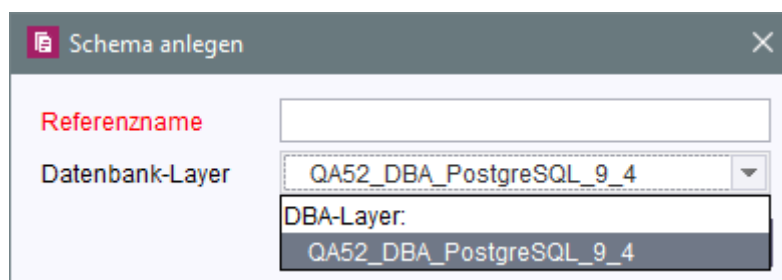 Schema anlegen
Referenzname
Datenbank-Layer QA52_DBA_PostgreSQL_9_4
DBA-Layer:
QA52_DBA_PostgreSQL_9_4